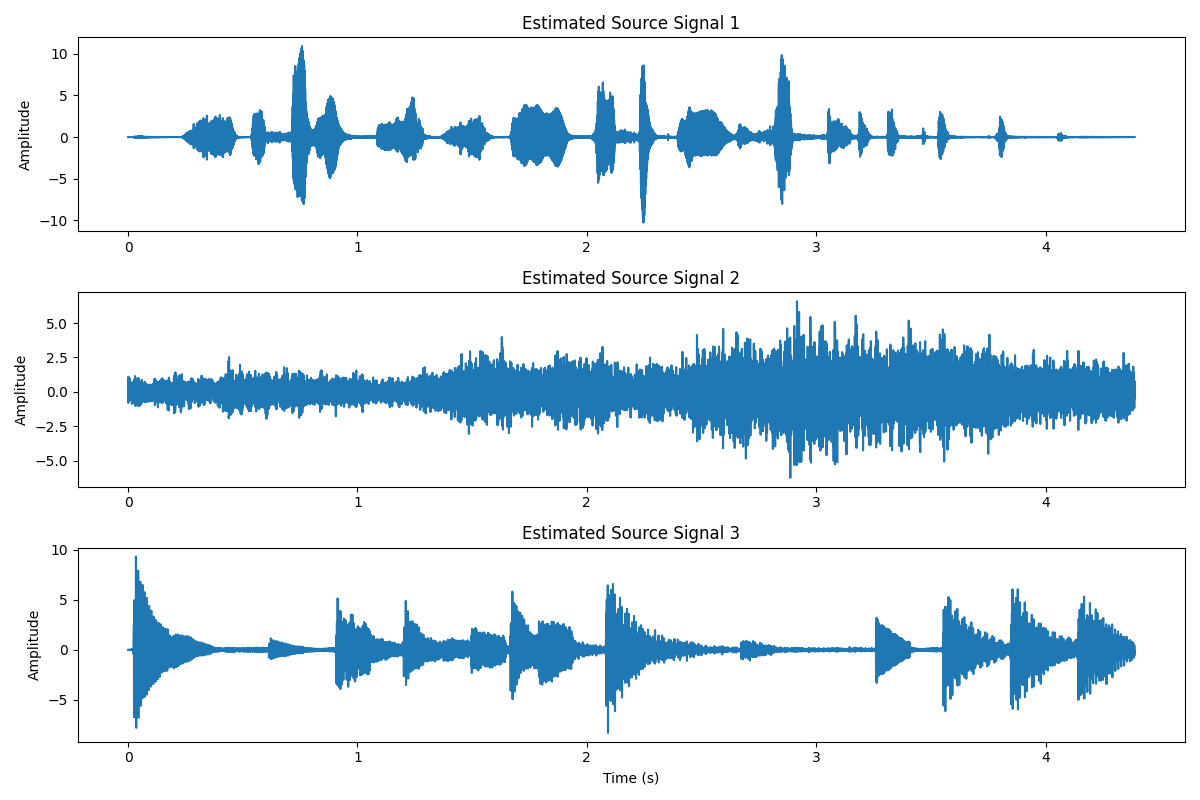 Estimated Source Signal 1
10
5
0
−5
−10
Amplitude
0 1 2 3 4
Estimated Source Signal 2
5.0
2.5
0.0
−2.5
−5.0
Amplitude
0 1 2 3 4
Estimated Source Signal 3
10
5
0
−5
Amplitude
0 1 2 3 4
Time (s)